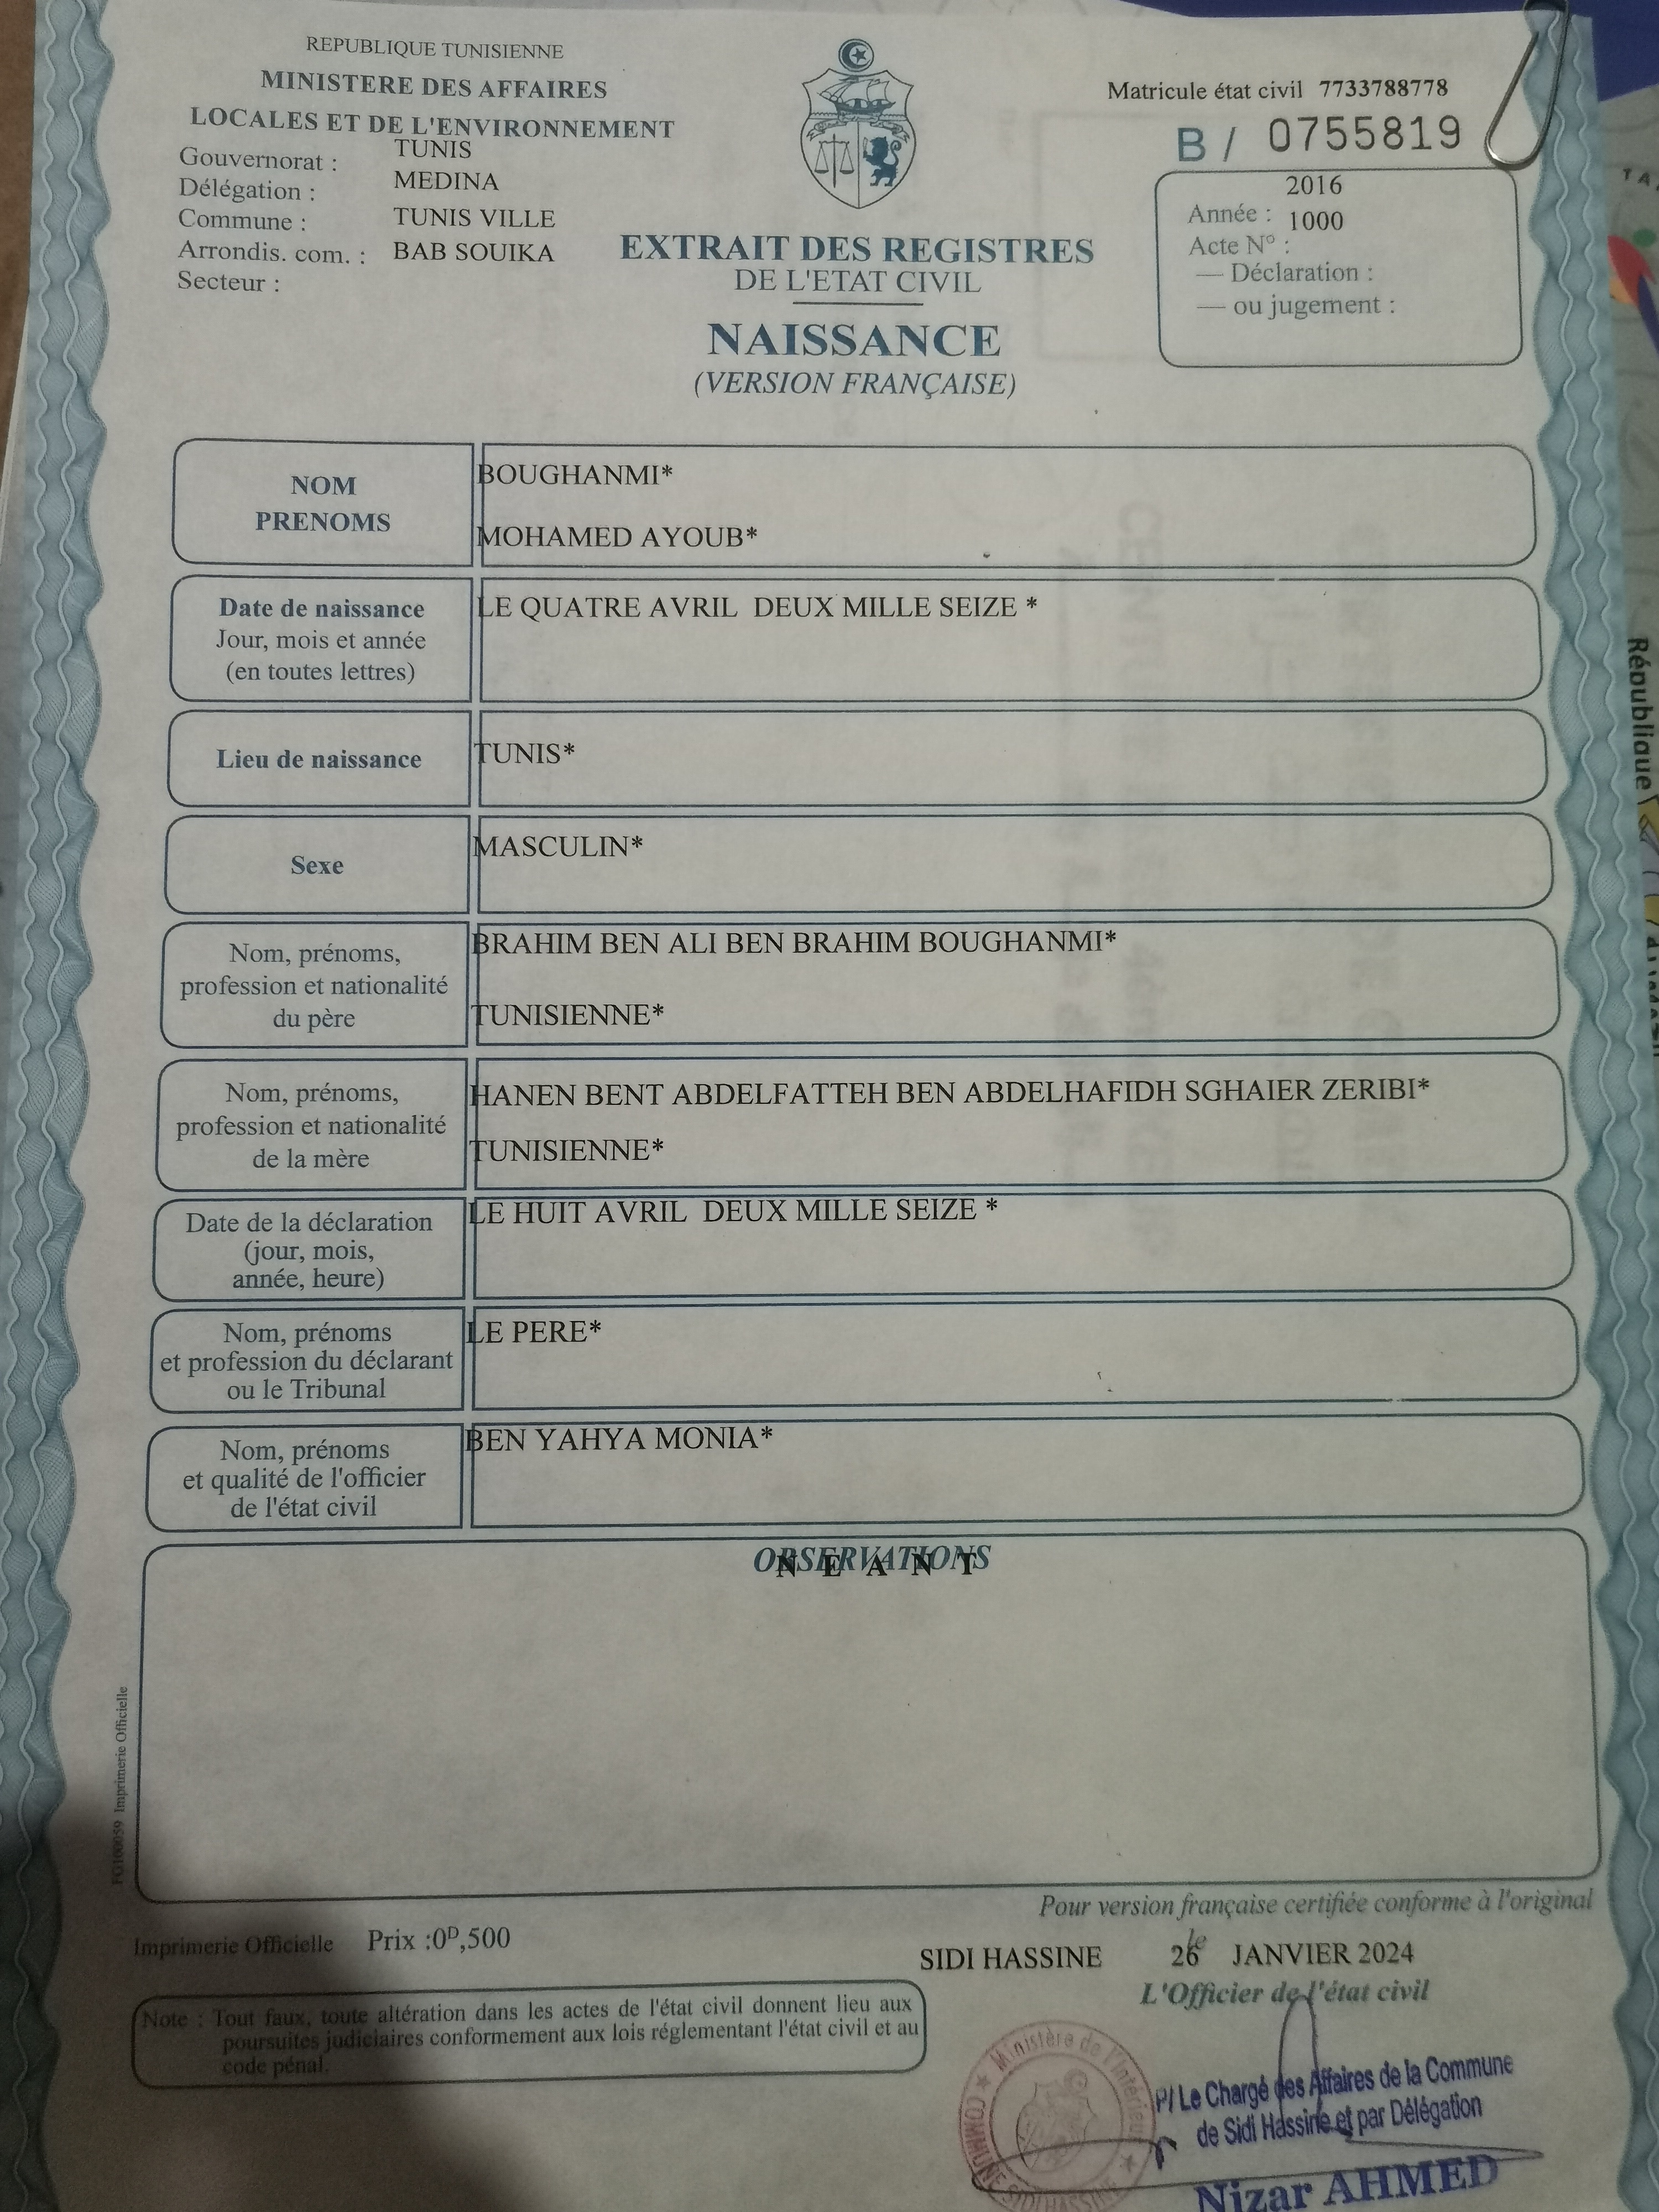 REPUBLIQUE TUNISIENNE
MINISTERE DES AFFAIRES
LOCALES ET DE L'ENVIRONNEMENT
Gouvernorat : TUNIS
Délégation : MEDINA
Commune : TUNIS VILLE
Arrondis. com. : BAB SOUIKA
Secteur :
Matricule état civil 7733788778
B / 0755819
2016
Année : 1000
Acte N° :
— Déclaration :
— ou jugement :
EXTRAIT DES REGISTRES
DE L'ETAT CIVIL
NAISSANCE
(VERSION FRANÇAISE)
NOM
PRENOMS
BOUGHANMI*
MOHAMED AYOUB*
Date de naissance
Jour, mois et année
(en toutes lettres)
LE QUATRE AVRIL DEUX MILLE SEIZE *
Lieu de naissance
TUNIS*
Sexe
MASCULIN*
Nom, prénoms,
profession et nationalité
du père
BRAHIM BEN ALI BEN BRAHIM BOUGHANMI*
TUNISIENNE*
Nom, prénoms,
profession et nationalité
de la mère
HANEN BENT ABDELFATTEH BEN ABDELHAFIDH SGHAIER ZERIBI*
TUNISIENNE*
Date de la déclaration
(jour, mois,
année, heure)
LE HUIT AVRIL DEUX MILLE SEIZE *
Nom, prénoms
et profession du déclarant
ou le Tribunal
LE PERE*
Nom, prénoms
et qualité de l'officier
de l'état civil
BEN YAHYA MONIA*
OBSERVATIONS
N E A N T
FG100059 Imprimerie Officielle
Pour version française certifiée conforme à l'original
Imprimerie Officielle Prix :0ᴰ,500
SIDI HASSINE le 26 JANVIER 2024
L'Officier de l'état civil
Note : Tout faux, toute altération dans les actes de l'état civil donnent lieu aux
poursuites judiciaires conformement aux lois réglementant l'état civil et au
code pénal.
Ministère de l'Intérieur
COMMUNE SIDI HASSINE
P/ Le Chargé des Affaires de la Commune
de Sidi Hassine et par Délégation
Nizar AHMED
République